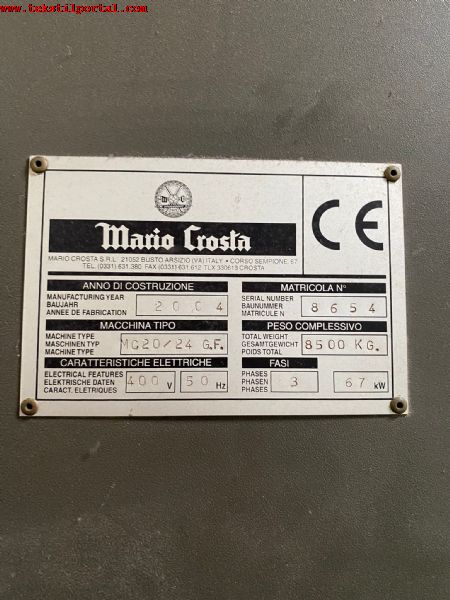 www.tekstilportal.com
M C
Mario Crosta
MARIO CROSTA S.R.L. 21052 BUSTO ARSIZIO (VA) ITALY • CORSO SEMPIONE, 67
TEL. (0331) 631.380 FAX (0331) 631.612 TLX 330613 CROSTA
CE
ANNO DI COSTRUZIONE
MANUFACTURING YEAR
BAUJAHR
ANNEE DE FABRICATION
2004
MATRICOLA N°
SERIAL NUMBER
BAUNUMMER
MATRICULE N
8654
MACCHINA TIPO
MACHINE TYPE
MASCHINEN TYP
MACHINE TYPE
MC20/24 G.F.
PESO COMPLESSIVO
TOTAL WEIGHT
GESAMTGEWICHT
POIDS TOTAL
8500 KG.
CARATTERISTICHE ELETTRICHE
ELECTRICAL FEATURES
ELEKTRISCHE DATEN
CARACT. ELETRIQUES
400 V 50 Hz
FASI
PHASES
PHASEN
PHASES
3 67 kW